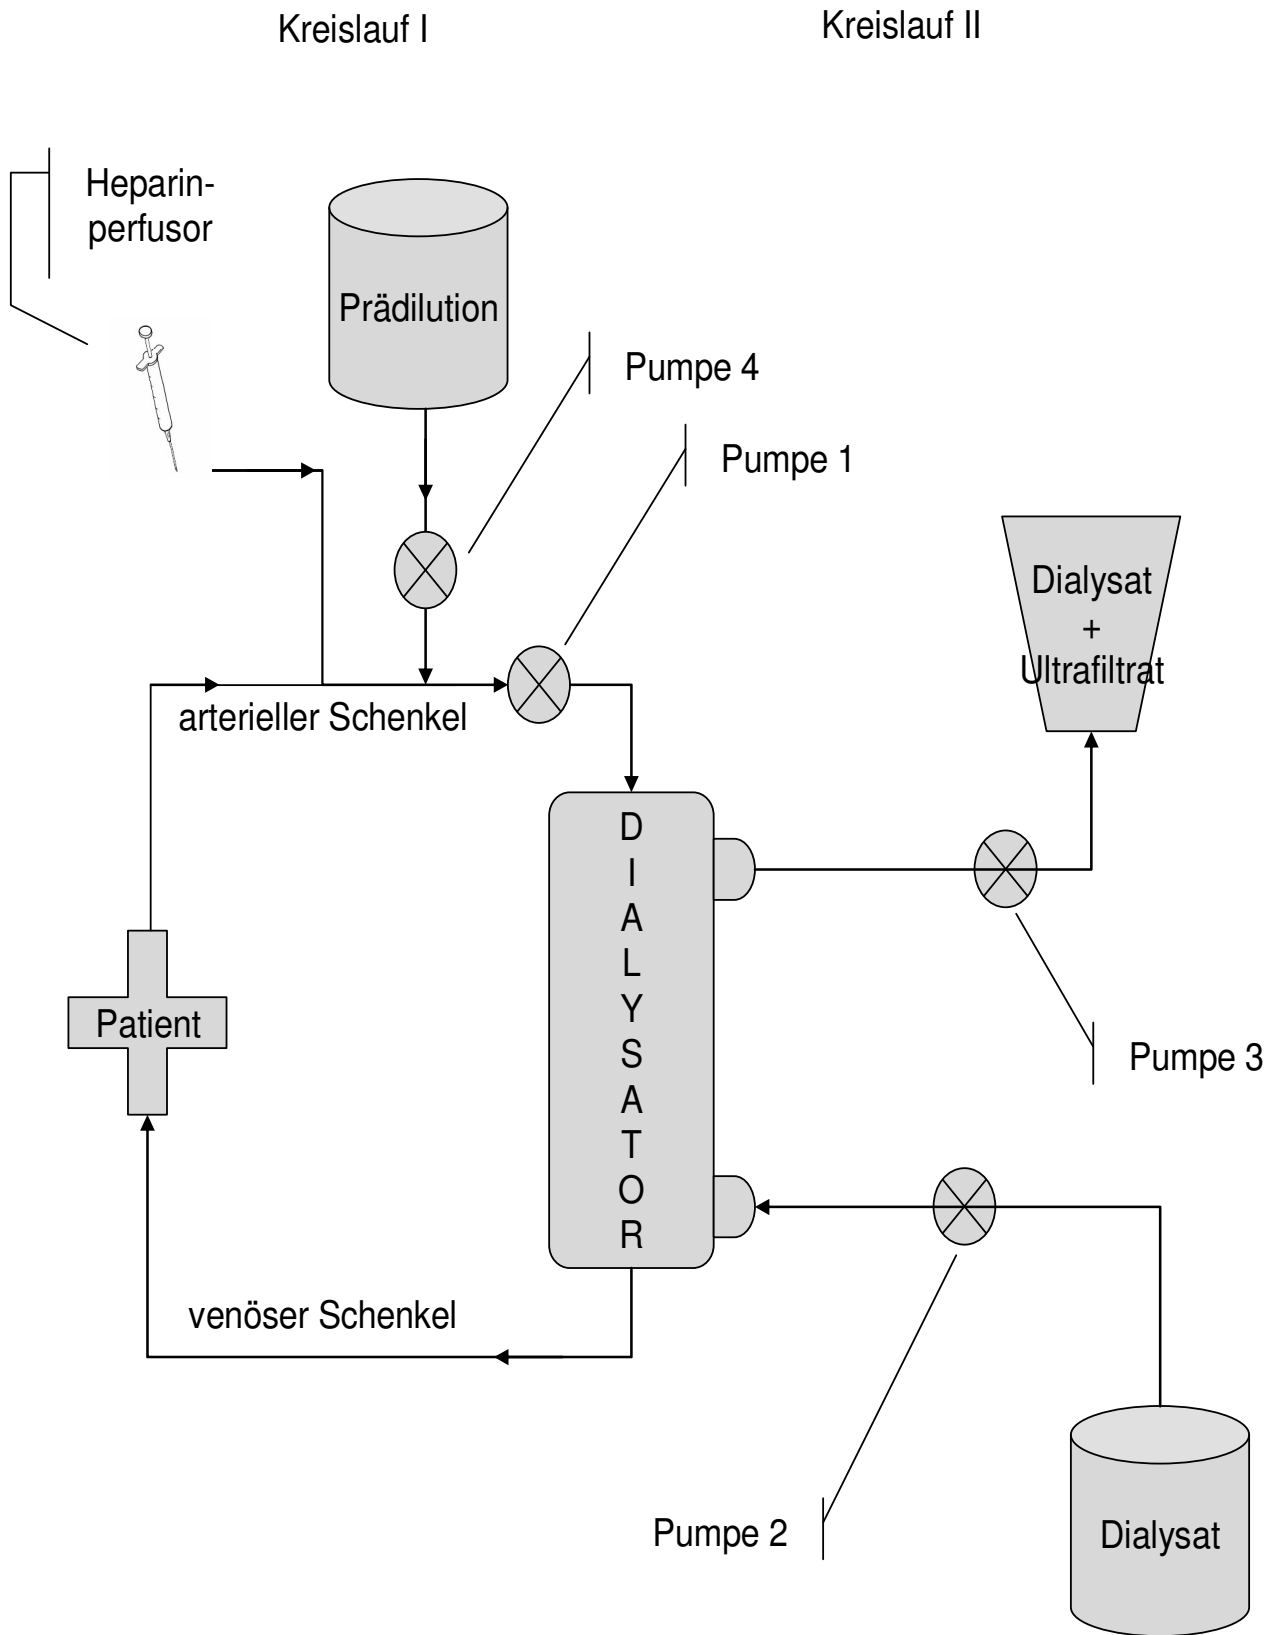 Kreislauf I
Kreislauf II
Heparin-
perfusor
Prädilution
Pumpe 4
Pumpe 1
Dialysat
+
Ultrafiltrat
arterieller Schenkel
D
I
A
L
Y
S
A
T
O
R
Patient
Pumpe 3
venöser Schenkel
Pumpe 2
Dialysat